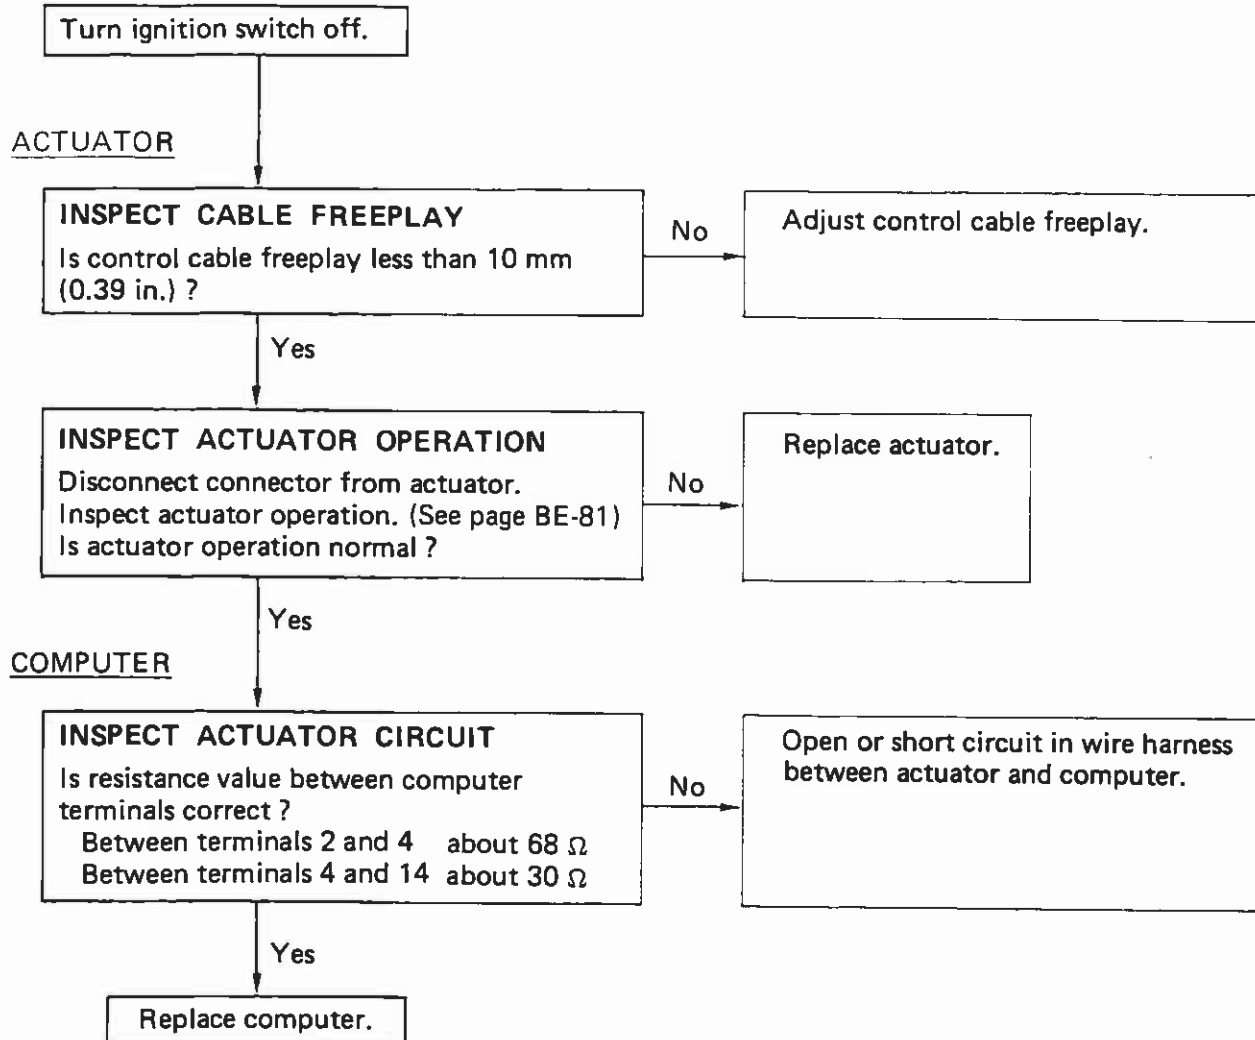 Turn ignition switch off.
ACTUATOR
INSPECT CABLE FREEPLAY
Is control cable freeplay less than 10 mm
(0.39 in.) ?
No
Adjust control cable freeplay.
Yes
INSPECT ACTUATOR OPERATION
Disconnect connector from actuator.
Inspect actuator operation. (See page BE-81)
Is actuator operation normal ?
No
Replace actuator.
Yes
COMPUTER
INSPECT ACTUATOR CIRCUIT
Is resistance value between computer
terminals correct ?
Between terminals 2 and 4 about 68 Ω
Between terminals 4 and 14 about 30 Ω
No
Open or short circuit in wire harness
between actuator and computer.
Yes
Replace computer.